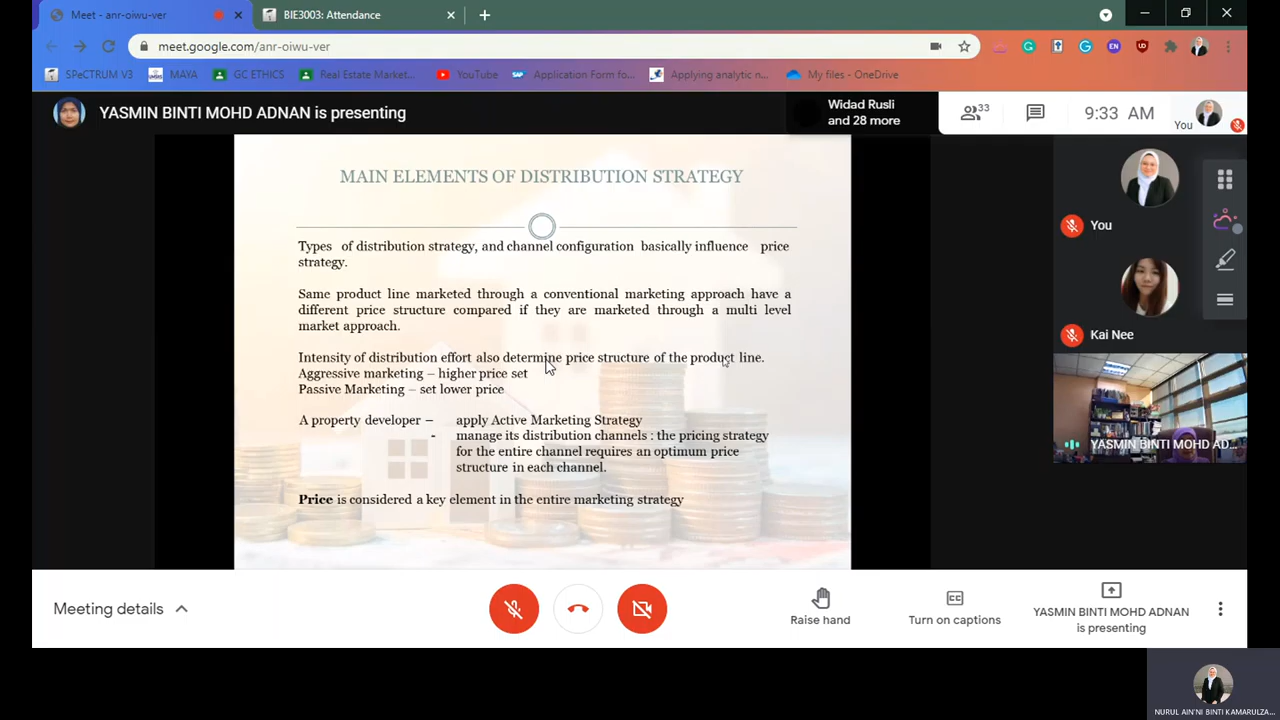 Meet - anr-oiwu-ver
BIE3003: Attendance
meet.google.com/anr-oiwu-ver
SPeCTRUM V3
MAYA
GC ETHICS
Real Estate Market...
YouTube
Application Form fo...
Applying analytic n...
My files - OneDrive
YASMIN BINTI MOHD ADNAN is presenting
Widad Rusli
and 28 more
33
9:33 AM
You
MAIN ELEMENTS OF DISTRIBUTION STRATEGY
Types of distribution strategy, and channel configuration basically influence price
strategy.
Same product line marketed through a conventional marketing approach have a
different price structure compared if they are marketed through a multi level
market approach.
Intensity of distribution effort also determine price structure of the product line.
Aggressive marketing – higher price set
Passive Marketing – set lower price
A property developer – apply Active Marketing Strategy
- manage its distribution channels : the pricing strategy
for the entire channel requires an optimum price
structure in each channel.
Price is considered a key element in the entire marketing strategy
You
Kai Nee
YASMIN BINTI MOHD AD...
Meeting details
Raise hand
CC
Turn on captions
YASMIN BINTI MOHD ADNAN
is presenting
NURUL AIN'NI BINTI KAMARULZA...